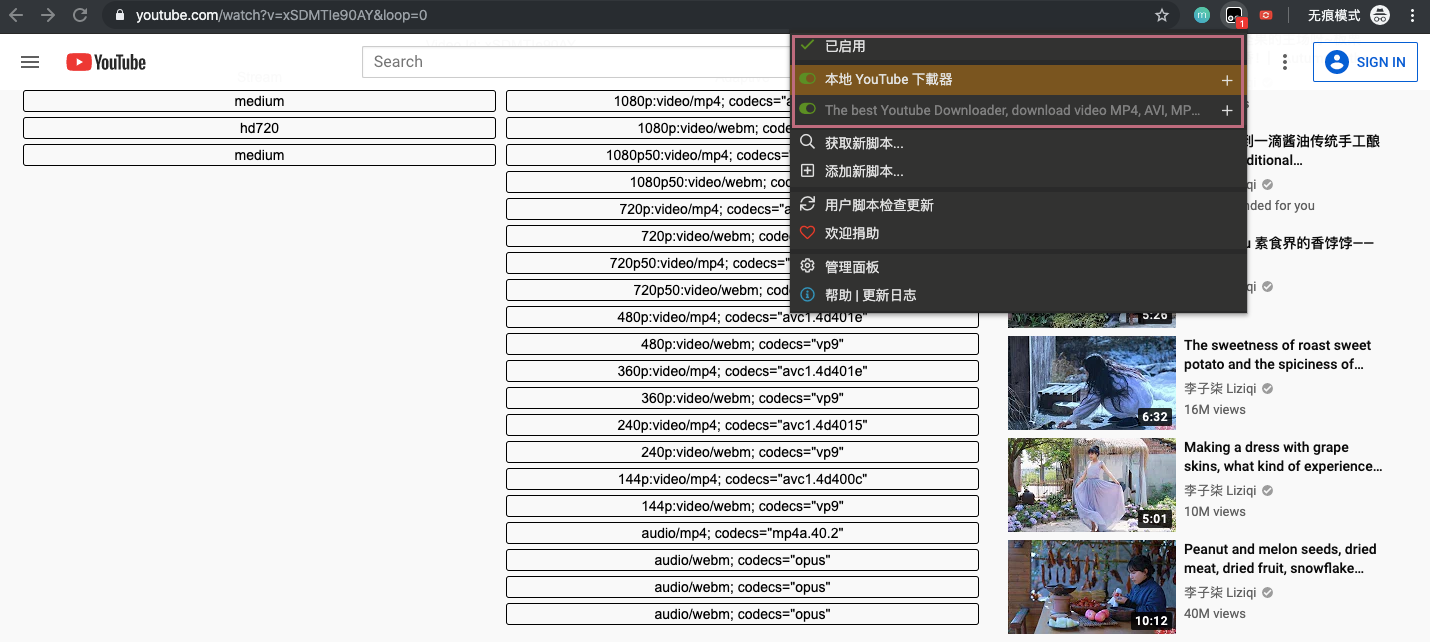 youtube.com/watch?v=xSDMTIe90AY&loop=0
m
1
无痕模式
YouTube
Search
SIGN IN
已启用
本地 YouTube 下載器
The best Youtube Downloader, download video MP4, AVI, MP...
获取新脚本...
添加新脚本...
用户脚本检查更新
欢迎捐助
管理面板
帮助 | 更新日志
medium
hd720
medium
1080p:video/mp4; codecs="a
1080p:video/webm; code
1080p50:video/mp4; codecs="
1080p50:video/webm; co
720p:video/mp4; codecs="a
720p:video/webm; code
720p50:video/mp4; codecs="
720p50:video/webm; cod
480p:video/mp4; codecs="avc1.4d401e"
480p:video/webm; codecs="vp9"
360p:video/mp4; codecs="avc1.4d401e"
360p:video/webm; codecs="vp9"
240p:video/mp4; codecs="avc1.4d4015"
240p:video/webm; codecs="vp9"
144p:video/mp4; codecs="avc1.4d400c"
144p:video/webm; codecs="vp9"
audio/mp4; codecs="mp4a.40.2"
audio/webm; codecs="opus"
audio/webm; codecs="opus"
audio/webm; codecs="opus"
s
到一滴酱油传统手工酿
ditional…
qi
nded for you
u 素食界的香饽饽——
qi
5:26
The sweetness of roast sweet
potato and the spiciness of…
李子柒 Liziqi
16M views
6:32
Making a dress with grape
skins, what kind of experience…
李子柒 Liziqi
10M views
5:01
Peanut and melon seeds, dried
meat, dried fruit, snowflake…
李子柒 Liziqi
40M views
10:12